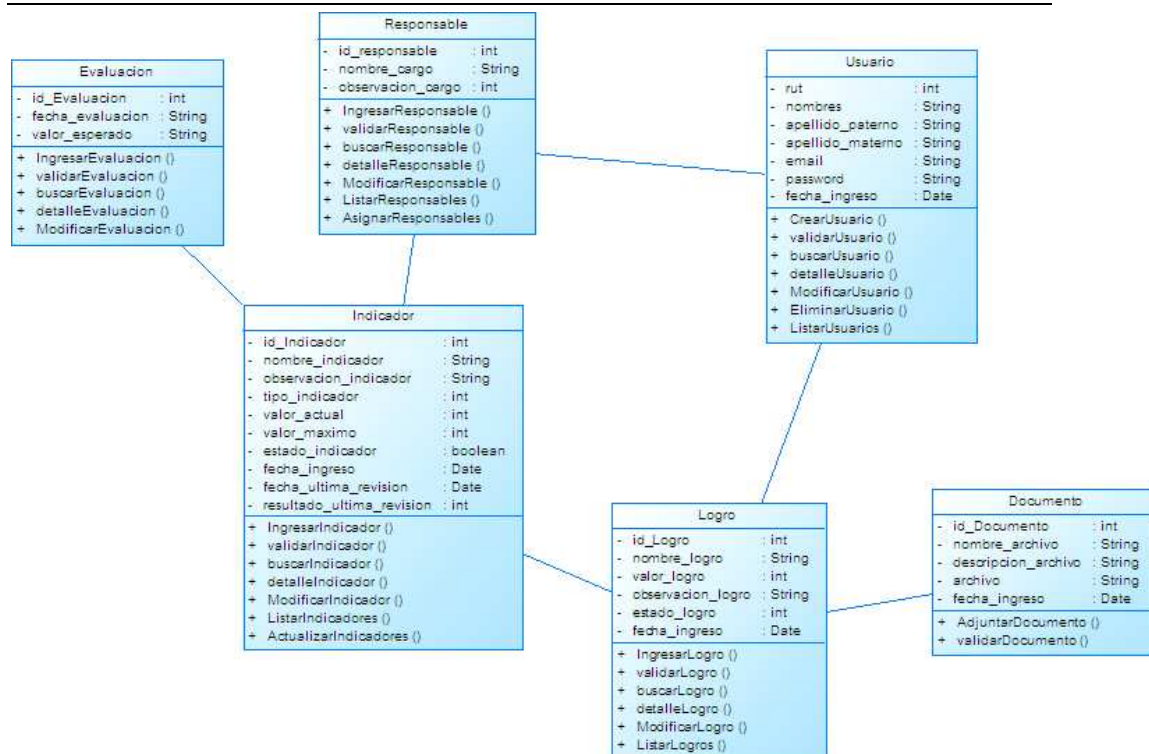 Responsable
- id_responsable : int
- nombre_cargo : String
- observacion_cargo : int
+ IngresarResponsable ()
+ validarResponsable ()
+ buscarResponsable ()
+ detalleResponsable ()
+ ModificarResponsable ()
+ ListarResponsables ()
+ AsignarResponsables ()
Evaluacion
- id_Evaluacion : int
- fecha_evaluacion : String
- valor_esperado : String
+ IngresarEvaluacion ()
+ validarEvaluacion ()
+ buscarEvaluacion ()
+ detalleEvaluacion ()
+ ModificarEvaluacion ()
Usuario
- rut : int
- nombres : String
- apellido_paterno : String
- apellido_materno : String
- email : String
- password : String
- fecha_ingreso : Date
+ CrearUsuario ()
+ validarUsuario ()
+ buscarUsuario ()
+ detalleUsuario ()
+ ModificarUsuario ()
+ EliminarUsuario ()
+ ListarUsuarios ()
Indicador
- id_Indicador : int
- nombre_indicador : String
- observacion_indicador : String
- tipo_indicador : int
- valor_actual : int
- valor_maximo : int
- estado_indicador : boolean
- fecha_ingreso : Date
- fecha_ultima_revision : Date
- resultado_ultima_revision : int
+ IngresarIndicador ()
+ validarIndicador ()
+ buscarIndicador ()
+ detalleIndicador ()
+ ModificarIndicador ()
+ ListarIndicadores ()
+ ActualizarIndicadores ()
Logro
- id_Logro : int
- nombre_logro : String
- valor_logro : int
- observacion_logro : String
- estado_logro : int
- fecha_ingreso : Date
+ IngresarLogro ()
+ validarLogro ()
+ buscarLogro ()
+ detalleLogro ()
+ ModificarLogro ()
+ ListarLogros ()
Documento
- id_Documento : int
- nombre_archivo : String
- descripcion_archivo : String
- archivo : String
- fecha_ingreso : Date
+ AdjuntarDocumento ()
+ validarDocumento ()